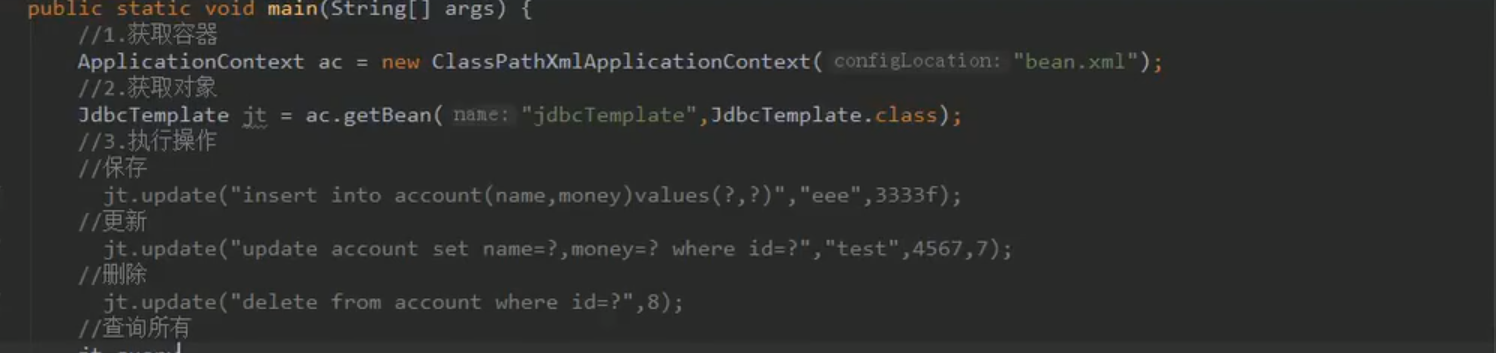 public static void main(String[] args) {
//1.获取容器
ApplicationContext ac = new ClassPathXmlApplicationContext( configLocation: "bean.xml");
//2.获取对象
JdbcTemplate jt = ac.getBean( name: "jdbcTemplate",JdbcTemplate.class);
//3.执行操作
//保存
jt.update("insert into account(name,money)values(?,?)","eee",3333f);
//更新
jt.update("update account set name=?,money=? where id=?","test",4567,7);
//删除
jt.update("delete from account where id=?",8);
//查询所有